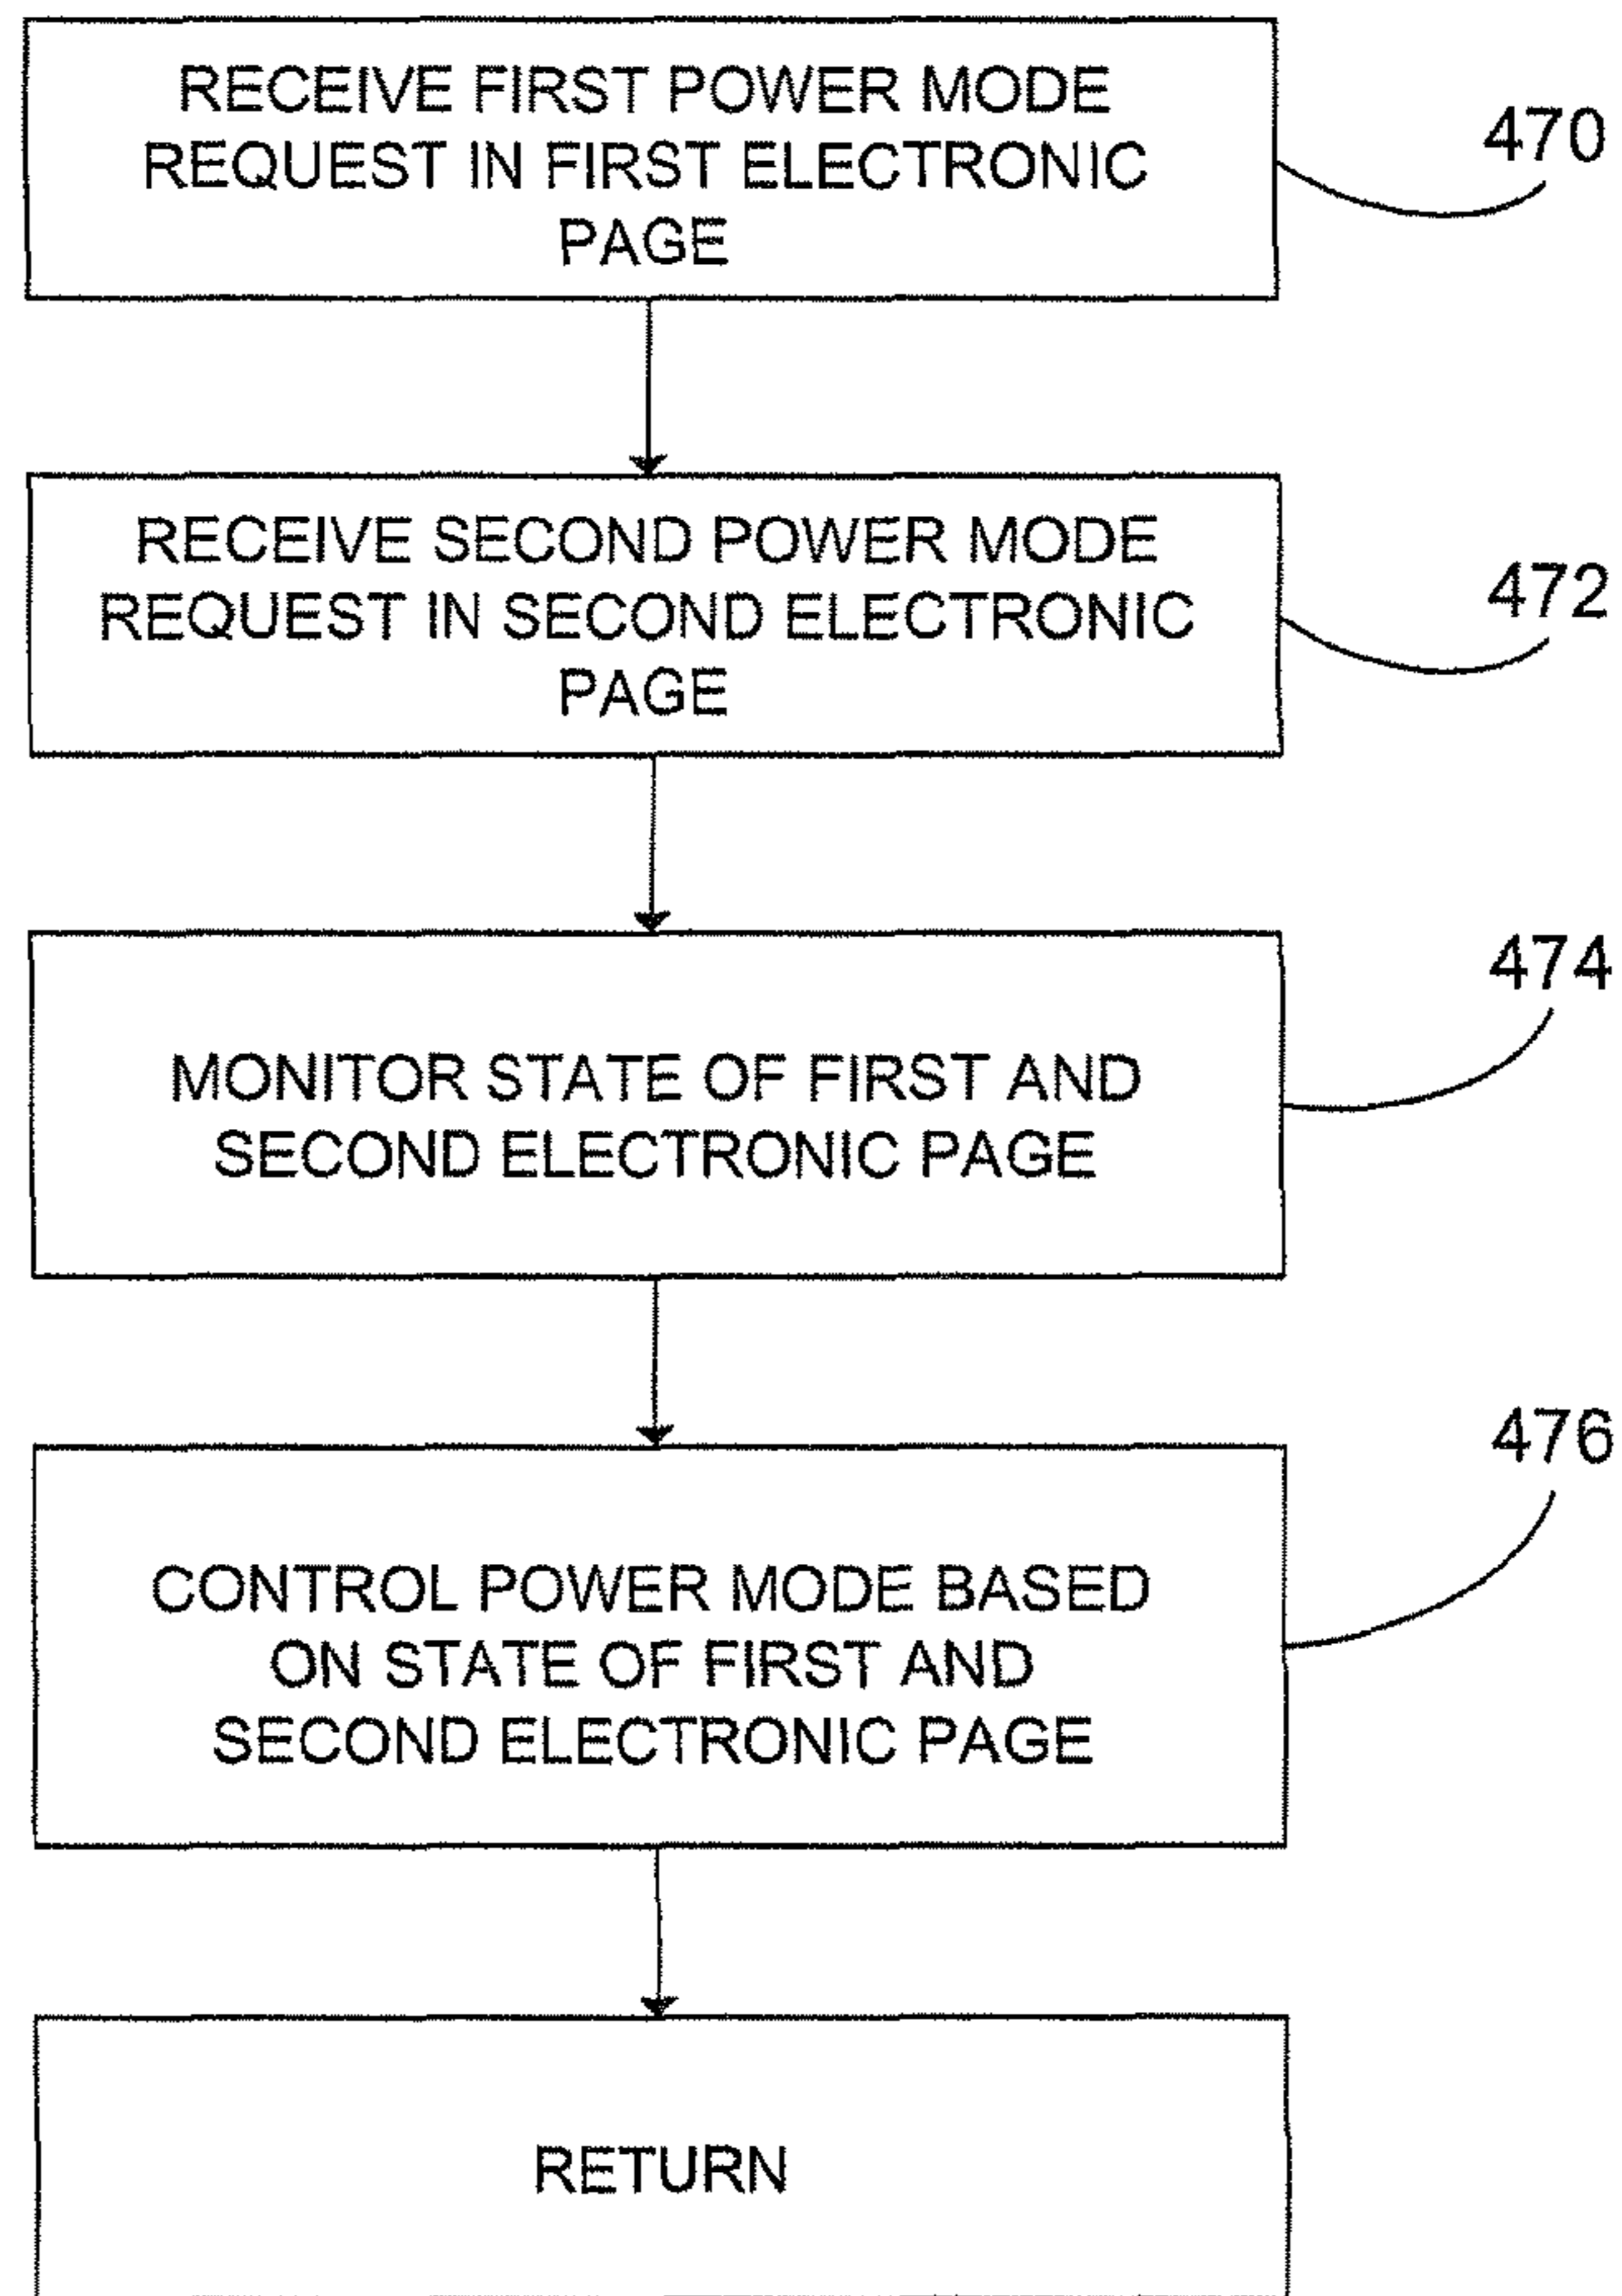 RECEIVE FIRST POWER MODE
REQUEST IN FIRST ELECTRONIC
PAGE
470
RECEIVE SECOND POWER MODE
REQUEST IN SECOND ELECTRONIC
PAGE
472
MONITOR STATE OF FIRST AND
SECOND ELECTRONIC PAGE
474
CONTROL POWER MODE BASED
ON STATE OF FIRST AND
SECOND ELECTRONIC PAGE
476
RETURN